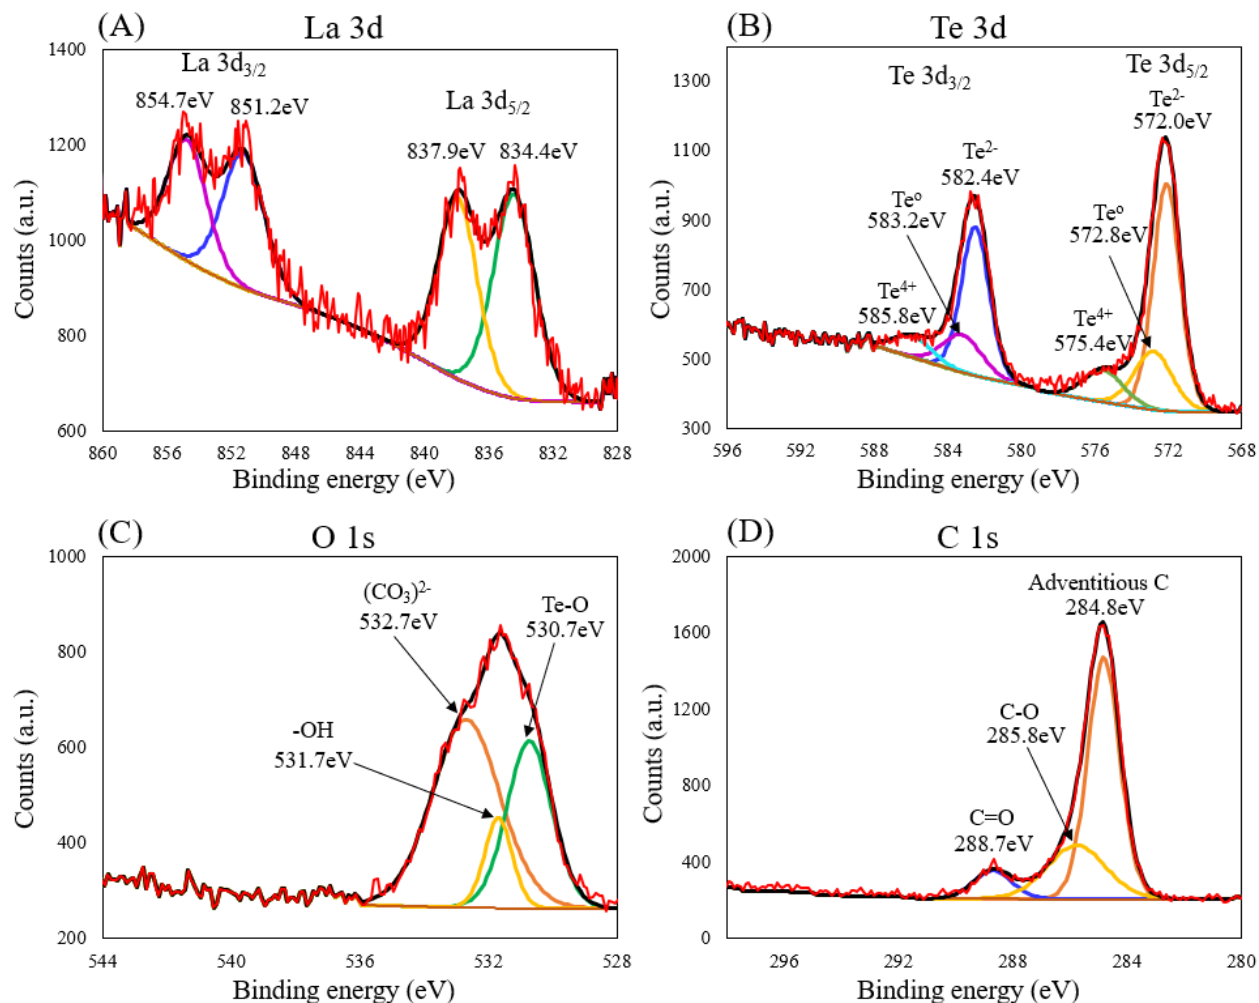 (A)
La 3d
1400
1200
1000
800
600
Counts (a.u.)
La 3d3/2
854.7eV
851.2eV
La 3d5/2
837.9eV
834.4eV
860 856 852 848 844 840 836 832 828
Binding energy (eV)
(B)
Te 3d
1300
1100
900
700
500
300
Counts (a.u.)
Te 3d3/2
Te 3d5/2
Te2-
572.0eV
Te2-
582.4eV
Teo
583.2eV
Teo
572.8eV
Te4+
585.8eV
Te4+
575.4eV
596 592 588 584 580 576 572 568
Binding energy (eV)
(C)
O 1s
1000
800
600
400
200
Counts (a.u.)
(CO3)2-
532.7eV
Te-O
530.7eV
-OH
531.7eV
544 540 536 532 528
Binding energy (eV)
(D)
C 1s
2000
1600
1200
800
400
0
Counts (a.u.)
Adventitious C
284.8eV
C-O
285.8eV
C=O
288.7eV
296 292 288 284 280
Binding energy (eV)